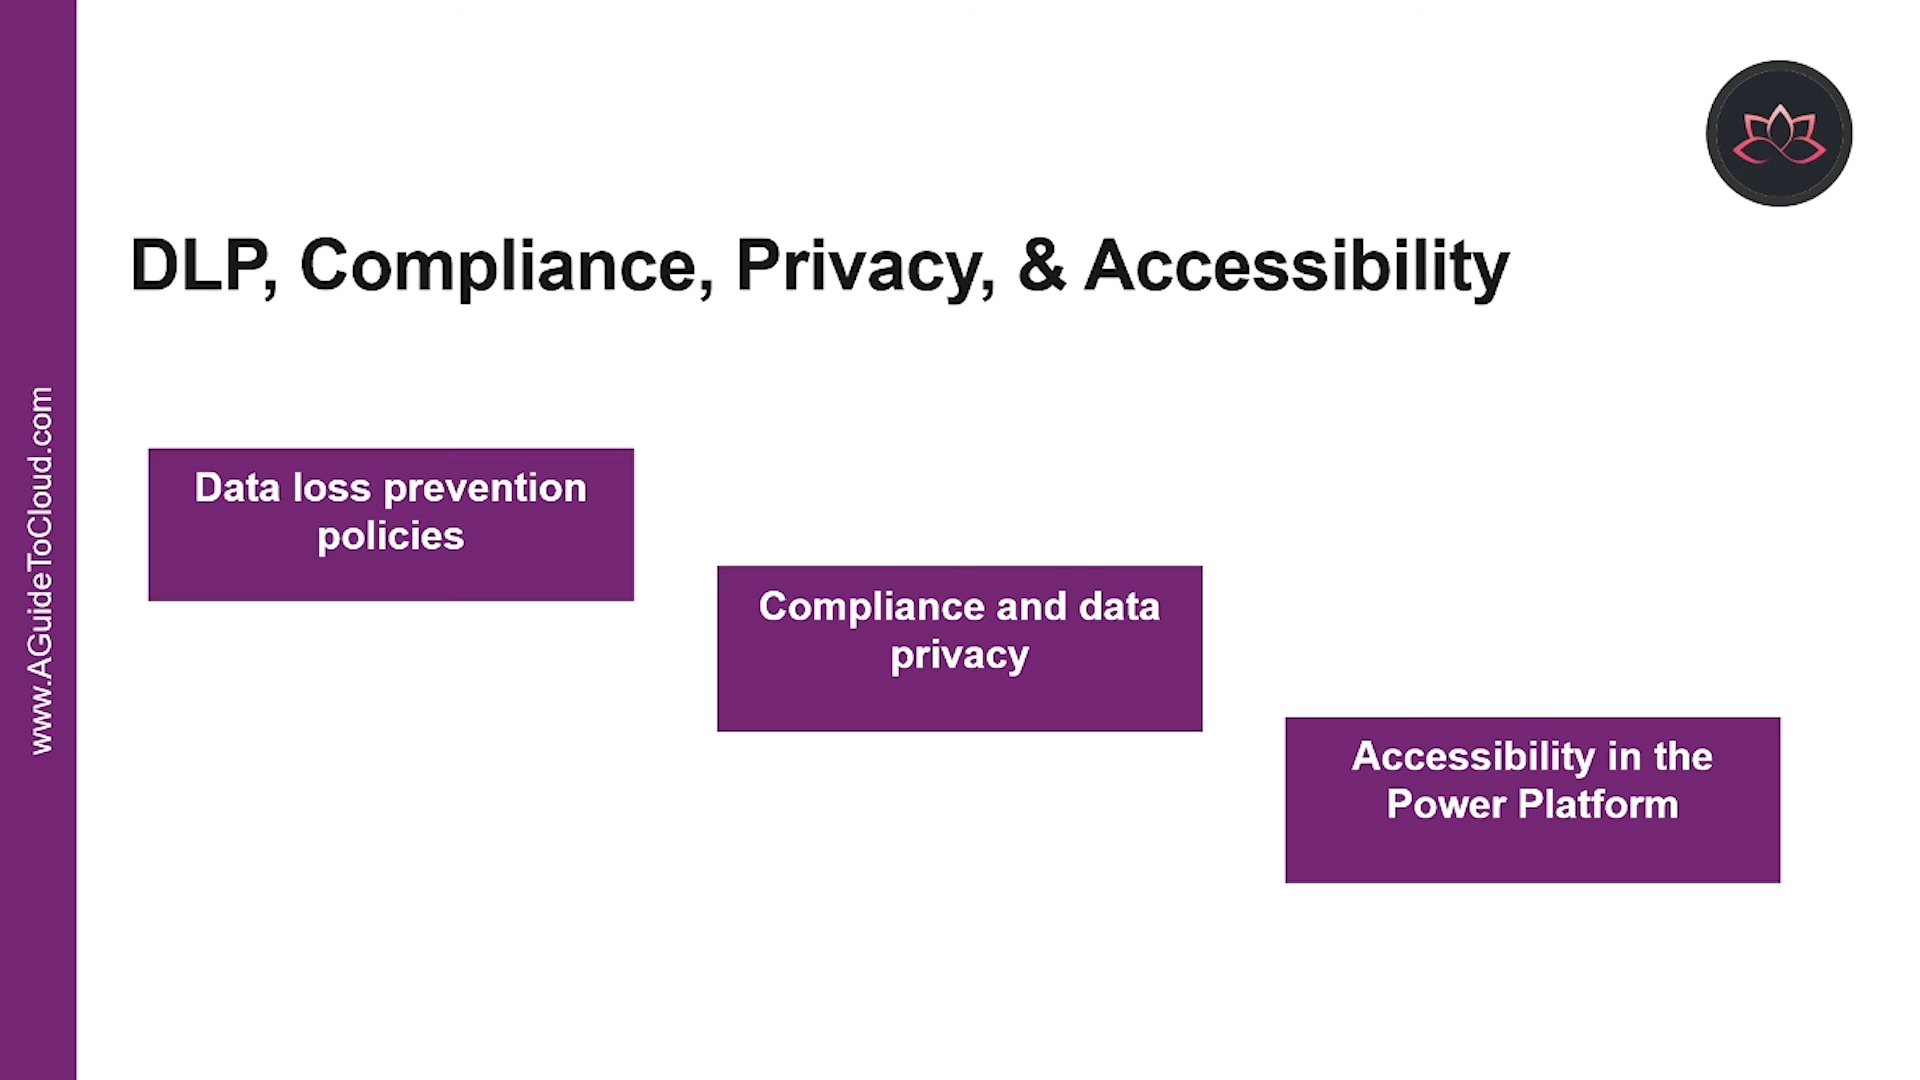 DLP, Compliance, Privacy, & Accessibility
Data loss prevention
policies
Compliance and data
privacy
Accessibility in the
Power Platform
www.AGuideToCloud.com